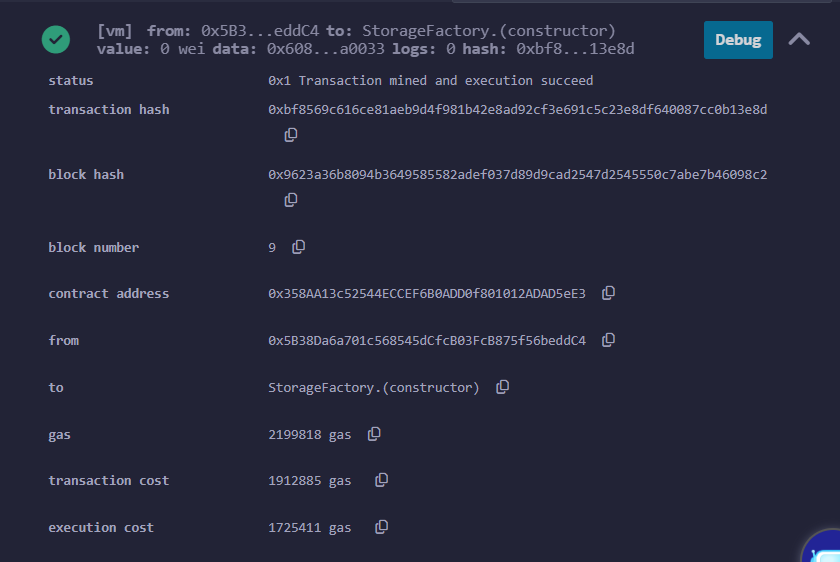 [vm] from: 0x5B3...eddC4 to: StorageFactory.(constructor)
value: 0 wei data: 0x608...a0033 logs: 0 hash: 0xbf8...13e8d
Debug
status 0x1 Transaction mined and execution succeed
transaction hash 0xbf8569c616ce81aeb9d4f981b42e8ad92cf3e691c5c23e8df640087cc0b13e8d
block hash 0x9623a36b8094b3649585582adef037d89d9cad2547d2545550c7abe7b46098c2
block number 9
contract address 0x358AA13c52544ECCEF6B0ADD0f801012ADAD5eE3
from 0x5B38Da6a701c568545dCfcB03FcB875f56beddC4
to StorageFactory.(constructor)
gas 2199818 gas
transaction cost 1912885 gas
execution cost 1725411 gas